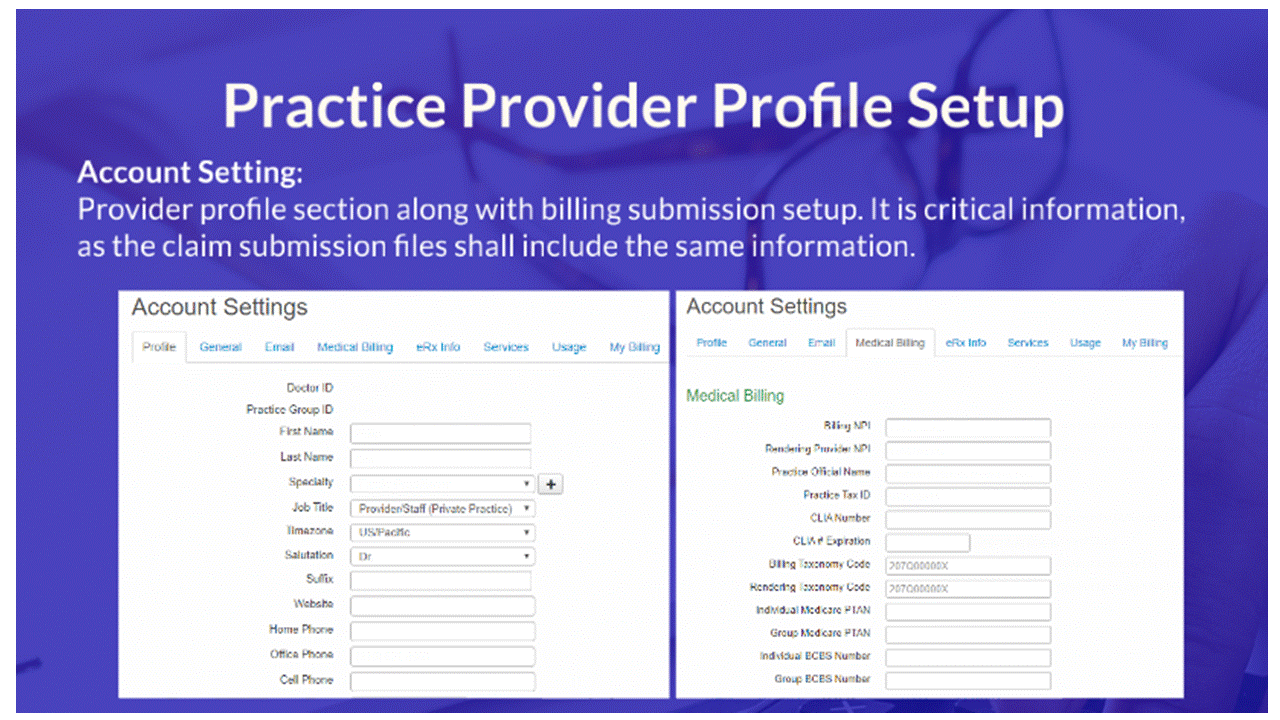 Practice Provider Profile Setup
Account Setting:
Provider profile section along with billing submission setup. It is critical information,
as the claim submission files shall include the same information.
Account Settings
Profile General Email Medical Billing eRx Info Services Usage My Billing
Doctor ID
Practice Group ID
First Name
Last Name
Specialty
+
Job Title Provider/Staff (Private Practice)
Timezone US/Pacific
Salutation Dr.
Suffix
Website
Home Phone
Office Phone
Cell Phone
Account Settings
Profile General Email Medical Billing eRx Info Services Usage My Billing
Medical Billing
Billing NPI
Rendering Provider NPI
Practice Official Name
Practice Tax ID
CLIA Number
CLIA # Expiration
Billing Taxonomy Code 207Q00000X
Rendering Taxonomy Code 207Q00000X
Individual Medicare PTAN
Group Medicare PTAN
Individual BCBS Number
Group BCBS Number